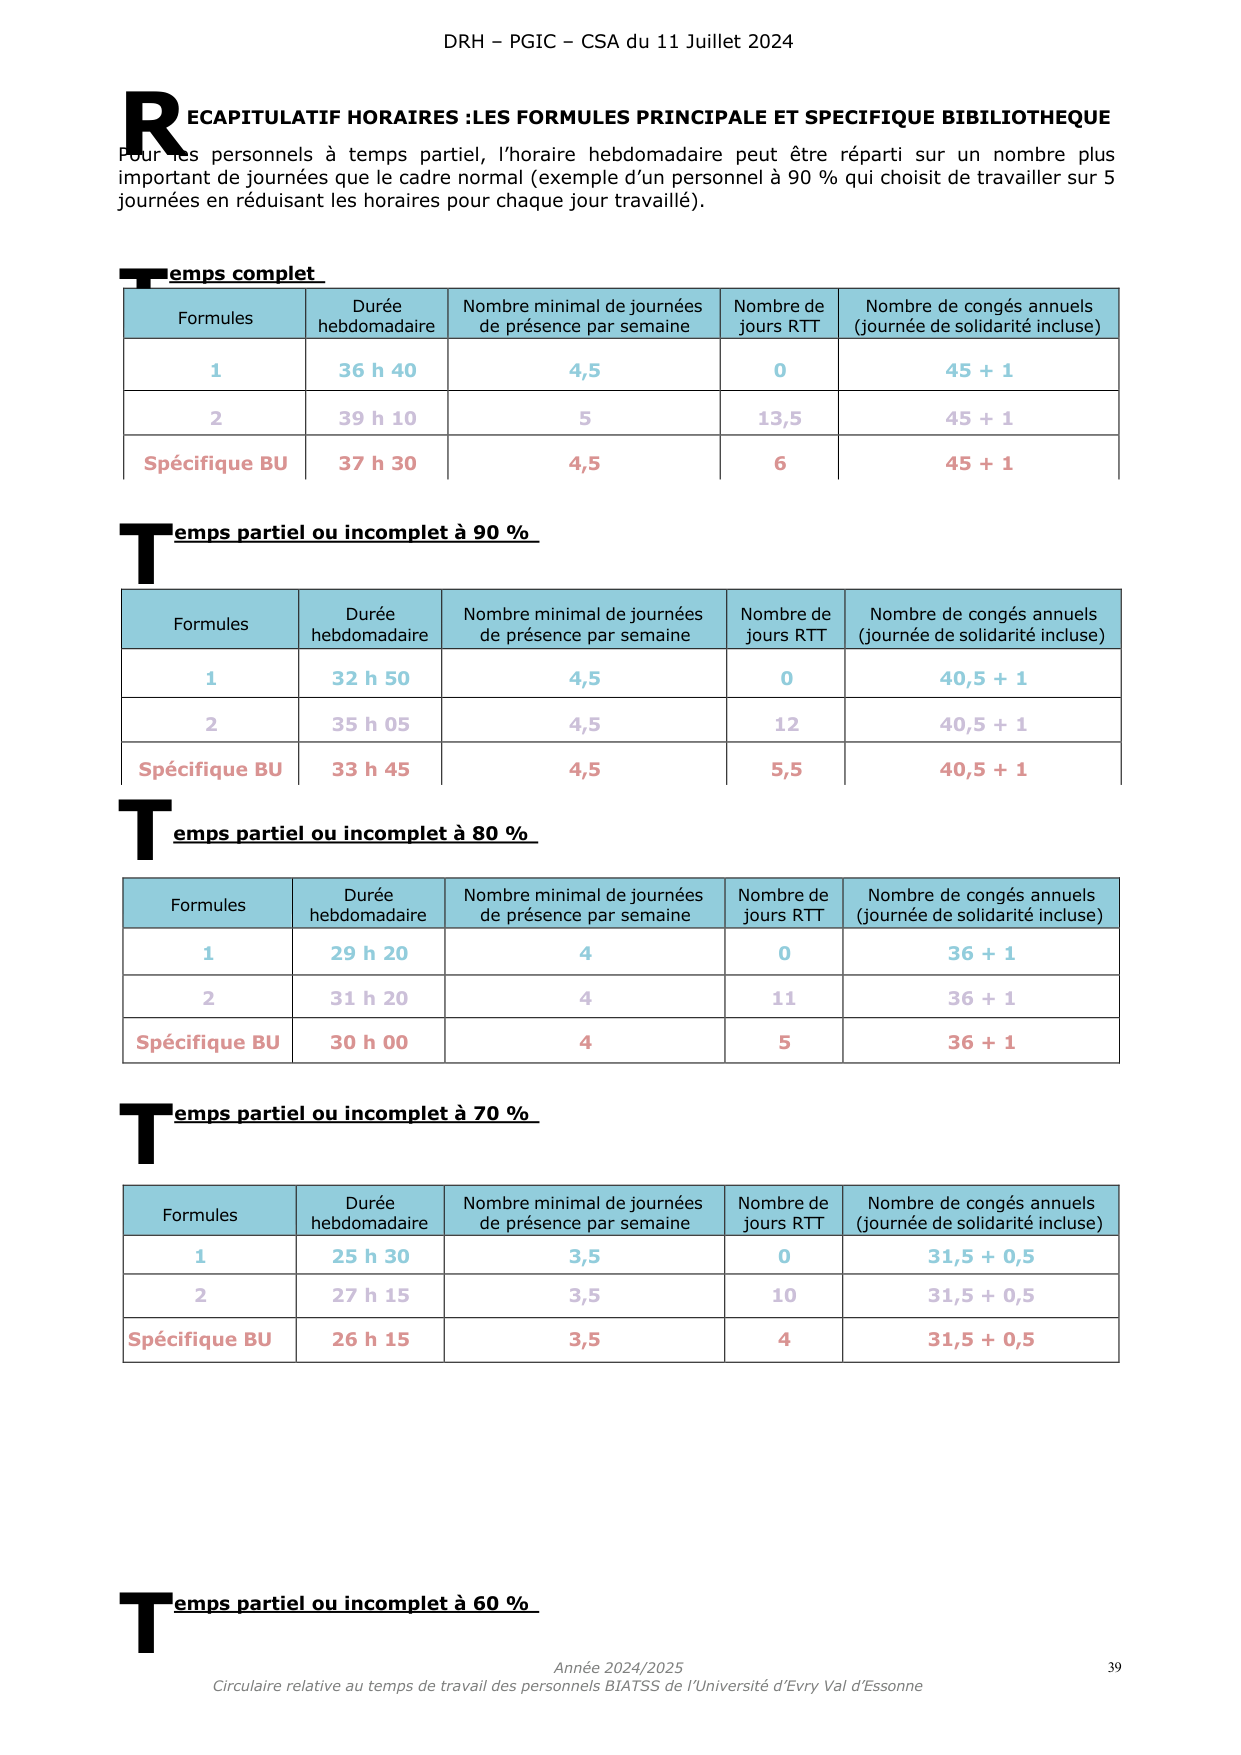 DRH – PGIC – CSA du 11 Juillet 2024
RECAPITULATIF HORAIRES :LES FORMULES PRINCIPALE ET SPECIFIQUE BIBILIOTHEQUE
Pour les personnels à temps partiel, l’horaire hebdomadaire peut être réparti sur un nombre plus
important de journées que le cadre normal (exemple d’un personnel à 90 % qui choisit de travailler sur 5
journées en réduisant les horaires pour chaque jour travaillé).
Temps complet
Formules Durée hebdomadaire Nombre minimal de journées de présence par semaine Nombre de jours RTT Nombre de congés annuels (journée de solidarité incluse)
1 36 h 40 4,5 0 45 + 1
2 39 h 10 5 13,5 45 + 1
Spécifique BU 37 h 30 4,5 6 45 + 1
Temps partiel ou incomplet à 90 %
Formules Durée hebdomadaire Nombre minimal de journées de présence par semaine Nombre de jours RTT Nombre de congés annuels (journée de solidarité incluse)
1 32 h 50 4,5 0 40,5 + 1
2 35 h 05 4,5 12 40,5 + 1
Spécifique BU 33 h 45 4,5 5,5 40,5 + 1
Temps partiel ou incomplet à 80 %
Formules Durée hebdomadaire Nombre minimal de journées de présence par semaine Nombre de jours RTT Nombre de congés annuels (journée de solidarité incluse)
1 29 h 20 4 0 36 + 1
2 31 h 20 4 11 36 + 1
Spécifique BU 30 h 00 4 5 36 + 1
Temps partiel ou incomplet à 70 %
Formules Durée hebdomadaire Nombre minimal de journées de présence par semaine Nombre de jours RTT Nombre de congés annuels (journée de solidarité incluse)
1 25 h 30 3,5 0 31,5 + 0,5
2 27 h 15 3,5 10 31,5 + 0,5
Spécifique BU 26 h 15 3,5 4 31,5 + 0,5
Temps partiel ou incomplet à 60 %
Année 2024/2025 39
Circulaire relative au temps de travail des personnels BIATSS de l’Université d’Evry Val d’Essonne